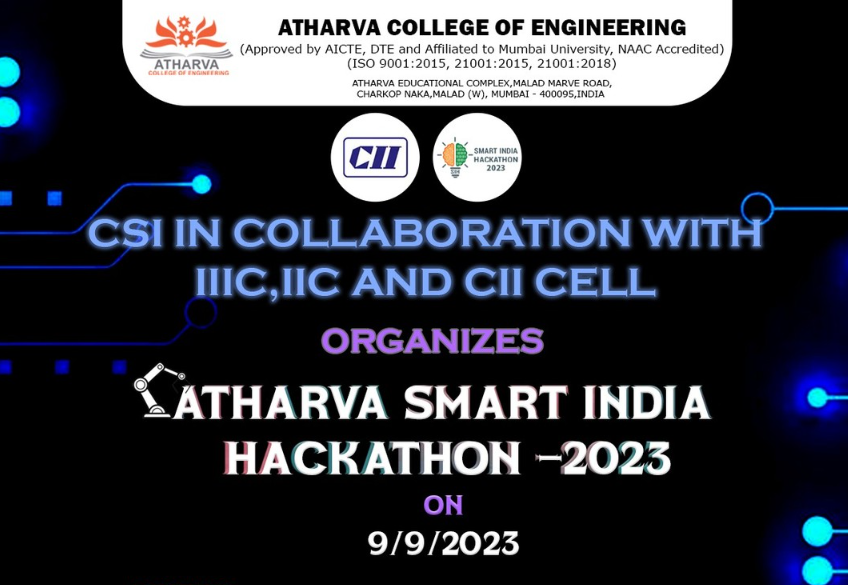 ATHARVA COLLEGE OF ENGINEERING
(Approved by AICTE, DTE and Affiliated to Mumbai University, NAAC Accredited)
(ISO 9001:2015, 21001:2015, 21001:2018)
ATHARVA EDUCATIONAL COMPLEX,MALAD MARVE ROAD,
CHARKOP NAKA,MALAD (W), MUMBAI - 400095,INDIA
ATHARVA
COLLEGE OF ENGINEERING
CII
SMART INDIA
HACKATHON
2023
CSI IN COLLABORATION WITH
IIIC,IIC AND CII CELL
ORGANIZES
ATHARVA SMART INDIA
HACKATHON -2023
ON
9/9/2023